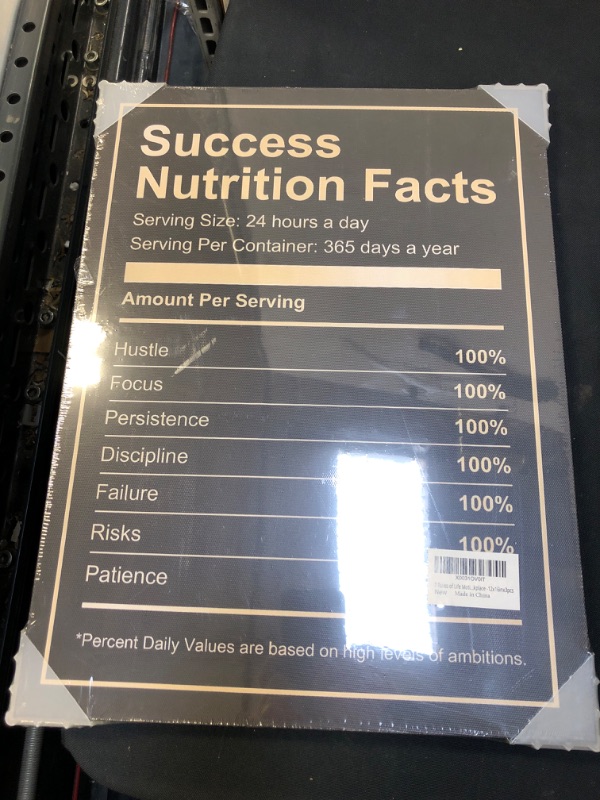 Success
Nutrition Facts
Serving Size: 24 hours a day
Serving Per Container: 365 days a year
Amount Per Serving
Hustle 100%
Focus 100%
Persistence 100%
Discipline 100%
Failure 100%
Risks 100%
Patience
*Percent Daily Values are based on high levels of ambitions.
New Made in China